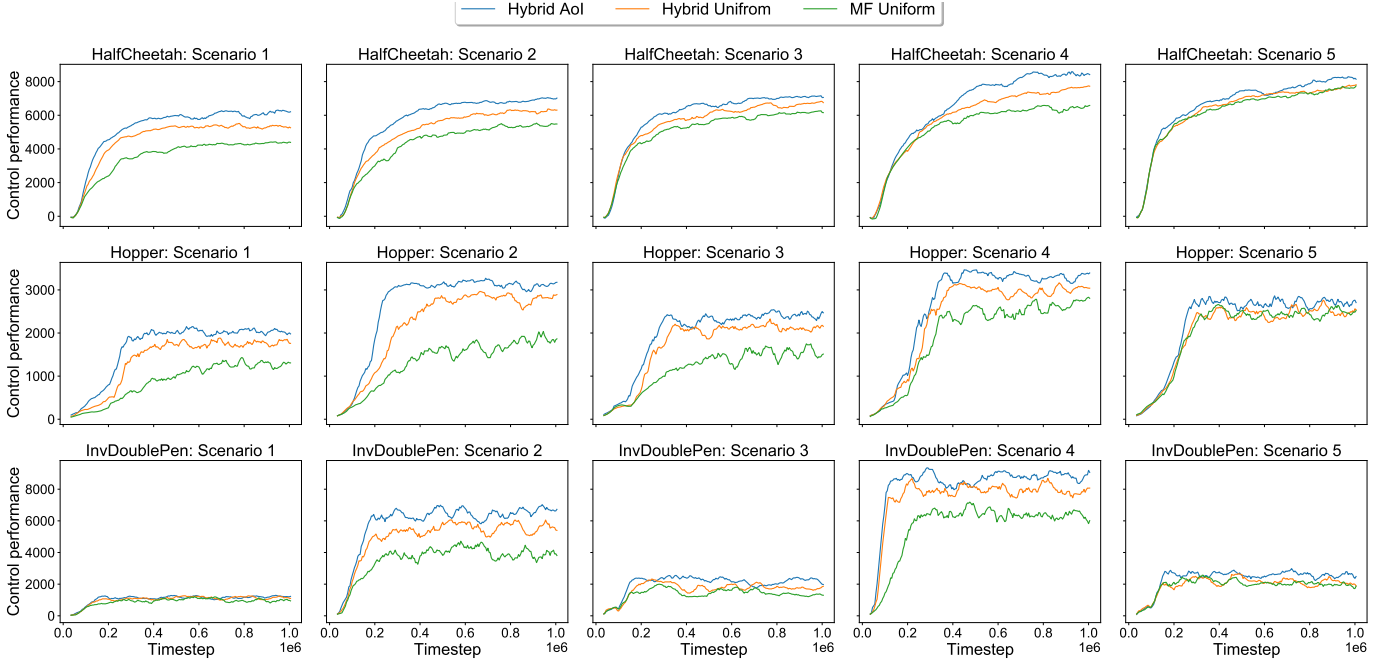 Hybrid AoI Hybrid Unifrom MF Uniform
HalfCheetah: Scenario 1 HalfCheetah: Scenario 2 HalfCheetah: Scenario 3 HalfCheetah: Scenario 4 HalfCheetah: Scenario 5
Control performance
8000
6000
4000
2000
0
Hopper: Scenario 1 Hopper: Scenario 2 Hopper: Scenario 3 Hopper: Scenario 4 Hopper: Scenario 5
Control performance
3000
2000
1000
0
InvDoublePen: Scenario 1 InvDoublePen: Scenario 2 InvDoublePen: Scenario 3 InvDoublePen: Scenario 4 InvDoublePen: Scenario 5
Control performance
8000
6000
4000
2000
0
0.0 0.2 0.4 0.6 0.8 1.0 0.0 0.2 0.4 0.6 0.8 1.0 0.0 0.2 0.4 0.6 0.8 1.0 0.0 0.2 0.4 0.6 0.8 1.0 0.0 0.2 0.4 0.6 0.8 1.0
Timestep 1e6 Timestep 1e6 Timestep 1e6 Timestep 1e6 Timestep 1e6